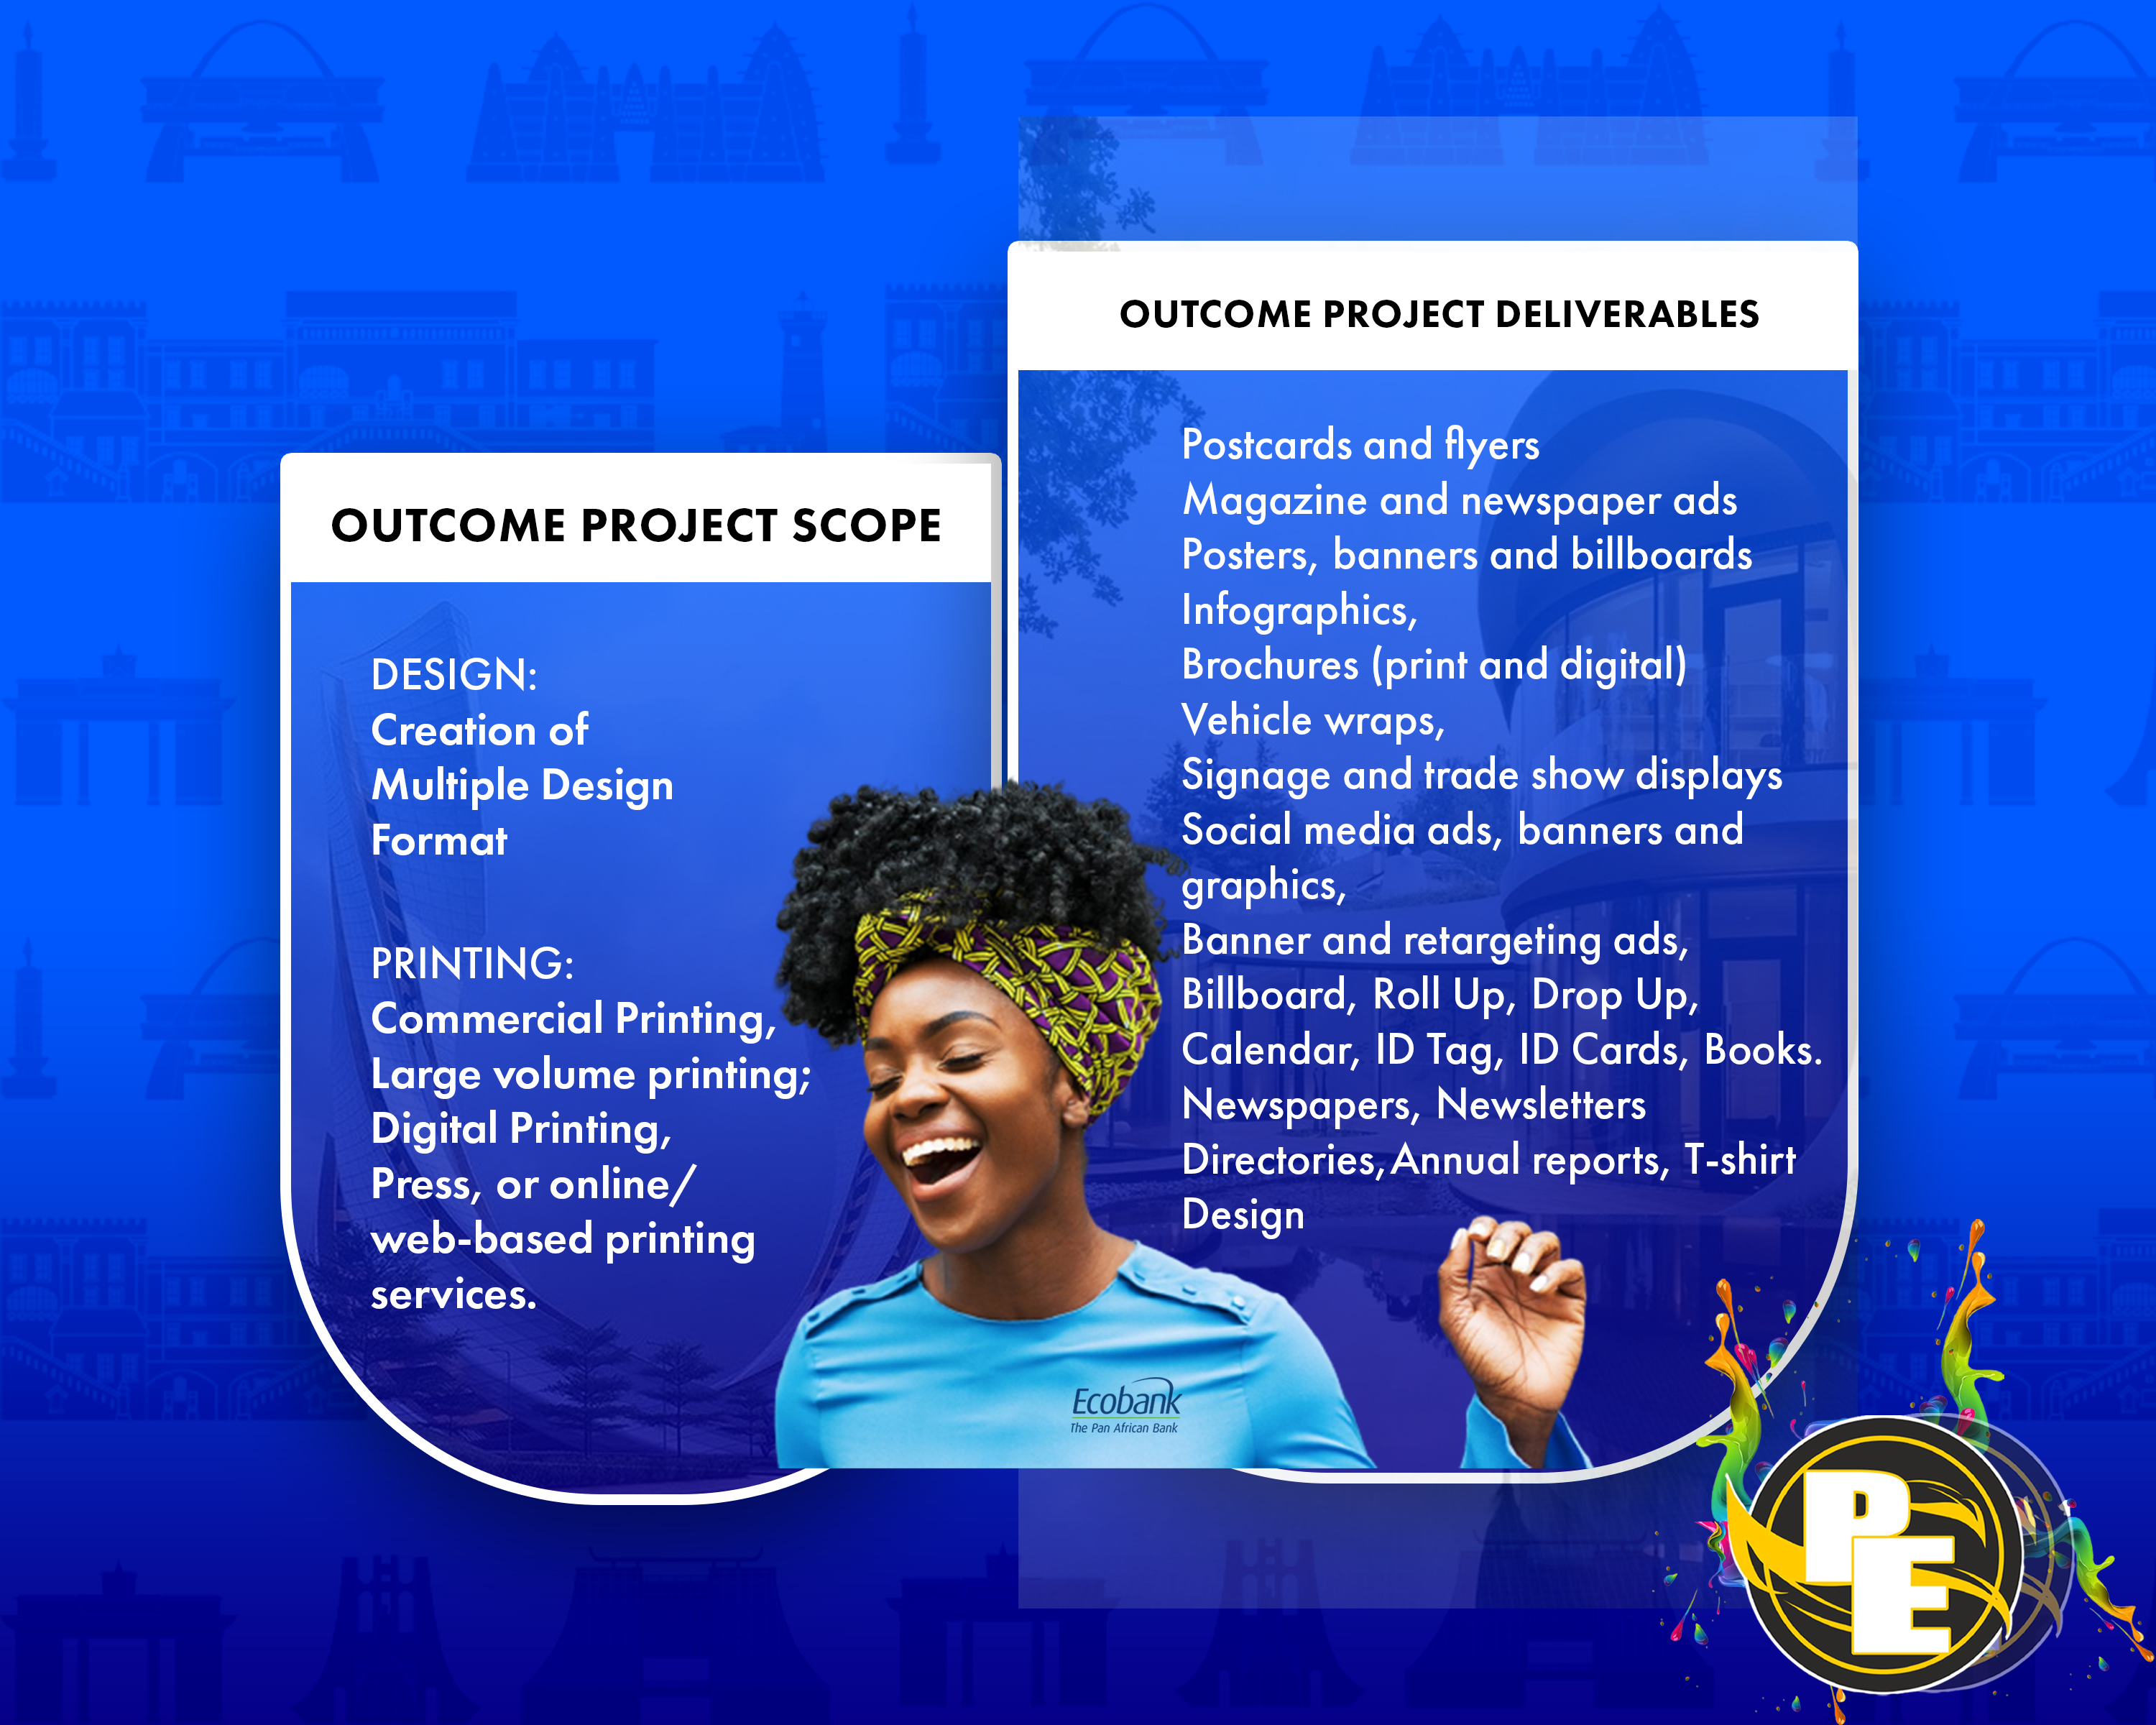 OUTCOME PROJECT SCOPE
DESIGN:
Creation of
Multiple Design
Format
PRINTING:
Commercial Printing,
Large volume printing;
Digital Printing,
Press, or online/
web-based printing
services.
OUTCOME PROJECT DELIVERABLES
Postcards and flyers
Magazine and newspaper ads
Posters, banners and billboards
Infographics,
Brochures (print and digital)
Vehicle wraps,
Signage and trade show displays
Social media ads, banners and
graphics,
Banner and retargeting ads,
Billboard, Roll Up, Drop Up,
Calendar, ID Tag, ID Cards, Books.
Newspapers, Newsletters
Directories,Annual reports, T-shirt
Design
Ecobank
The Pan African Bank
PE